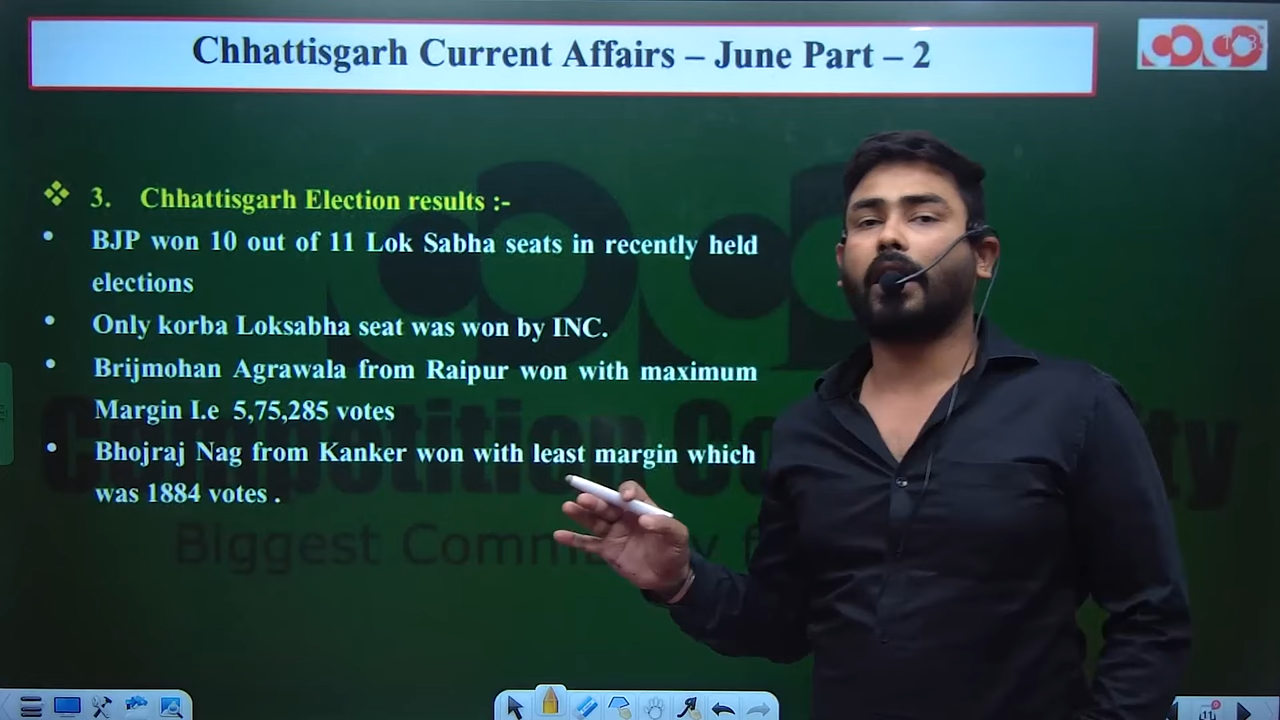 Chhattisgarh Current Affairs – June Part – 2
❖ 3. Chhattisgarh Election results :-
• BJP won 10 out of 11 Lok Sabha seats in recently held
elections
• Only korba Loksabha seat was won by INC.
• Brijmohan Agrawala from Raipur won with maximum
Margin I.e 5,75,285 votes
• Bhojraj Nag from Kanker won with least margin which
was 1884 votes .
Competition
Biggest